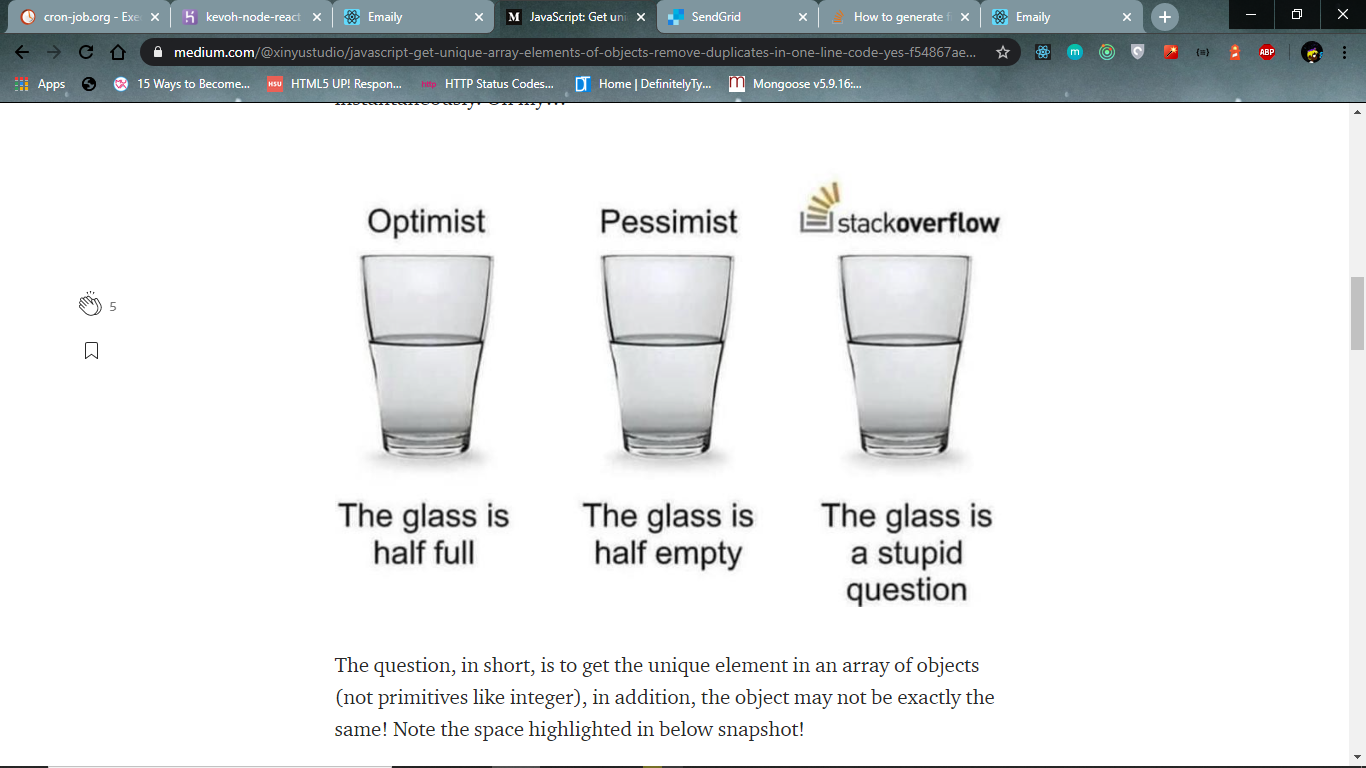 cron-job.org - Exe
kevoh-node-react
Emaily
JavaScript: Get un
SendGrid
How to generate f
Emaily
medium.com/@xinyustudio/javascript-get-unique-array-elements-of-objects-remove-duplicates-in-one-line-code-yes-f54867ae...
Apps
15 Ways to Become...
HSU
HTML5 UP! Respon...
http
HTTP Status Codes...
DT
Home | DefinitelyTy...
m
Mongoose v5.9.16:...
ABP
Optimist
Pessimist
stackoverflow
5
The glass is
half full
The glass is
half empty
The glass is
a stupid
question
The question, in short, is to get the unique element in an array of objects
(not primitives like integer), in addition, the object may not be exactly the
same! Note the space highlighted in below snapshot!